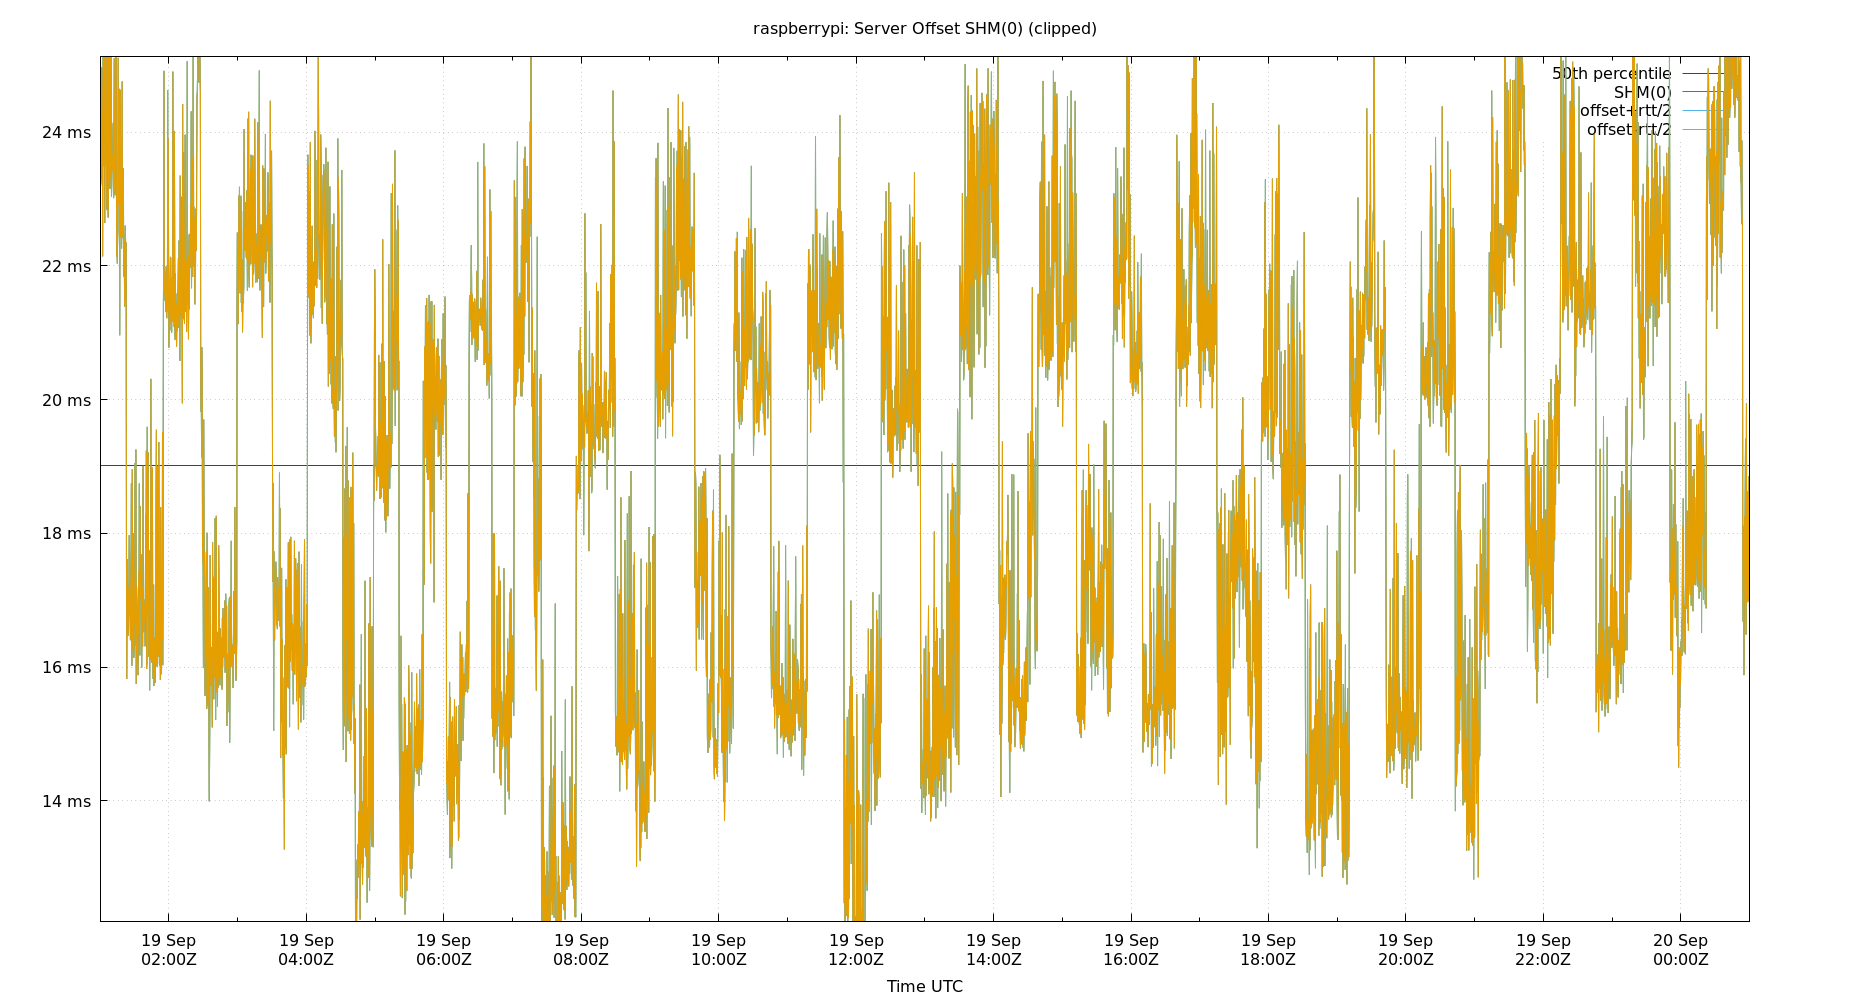 raspberrypi: Server Offset SHM(0) (clipped)
50th percentile
SHM(0)
offset+rtt/2
offset-rtt/2
24 ms
22 ms
20 ms
18 ms
16 ms
14 ms
19 Sep 19 Sep 19 Sep 19 Sep 19 Sep 19 Sep 19 Sep 19 Sep 19 Sep 19 Sep 19 Sep 20 Sep
02:00Z 04:00Z 06:00Z 08:00Z 10:00Z 12:00Z 14:00Z 16:00Z 18:00Z 20:00Z 22:00Z 00:00Z
Time UTC